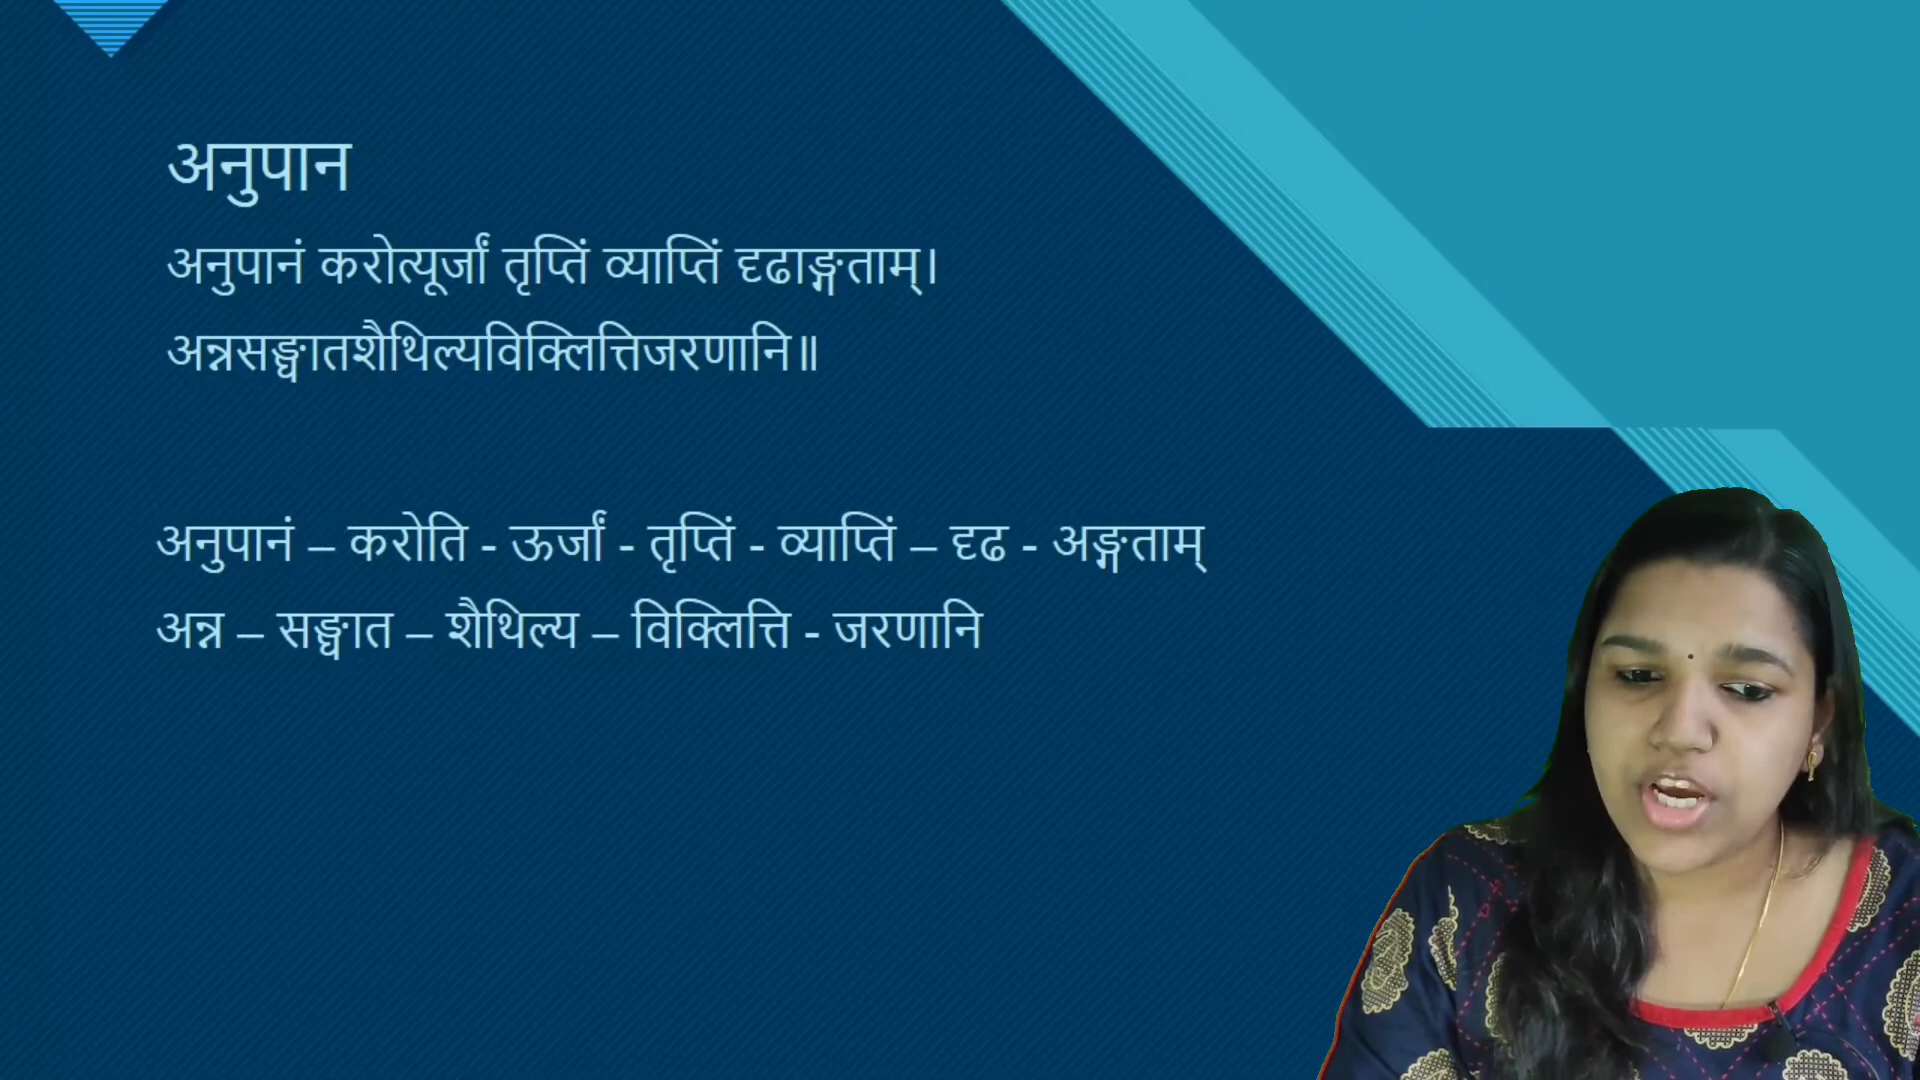 अनुपान
अनुपानं करोत्यूर्जां तृप्तिं व्याप्तिं दृढाङ्गताम्।
अन्नसङ्घातशैथिल्यविक्लित्तिजरणानि॥
अनुपानं – करोति - ऊर्जां - तृप्तिं - व्याप्तिं – दृढ - अङ्गताम्
अन्न – सङ्घात – शैथिल्य – विक्लित्ति - जरणानि